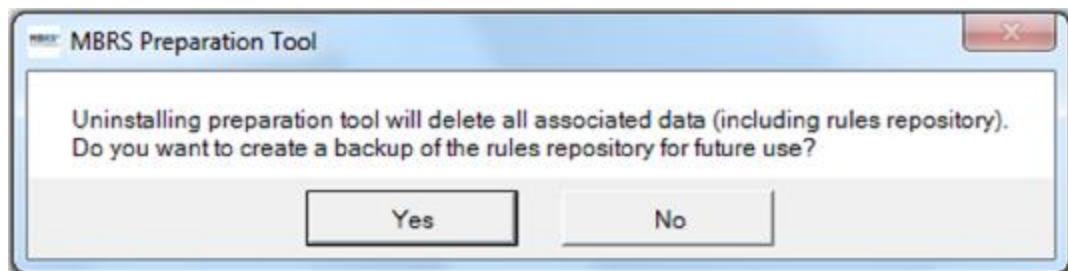 MBRS Preparation Tool
Uninstalling preparation tool will delete all associated data (including rules repository).
Do you want to create a backup of the rules repository for future use?
Yes
No